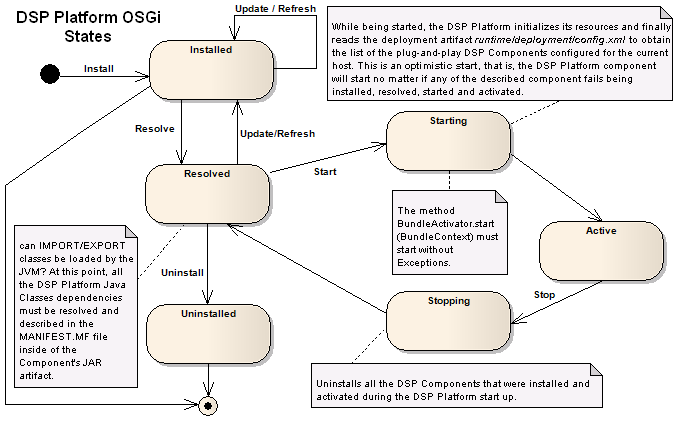 DSP Platform OSGi
States
Update / Refresh
Installed
Install
While being started, the DSP Platform initializes its resources and finally
reads the deployment artifact runtime/deployment/config.xml to obtain
the list of the plug-and-play DSP Components configured for the current
host. This is an optimistic start, that is, the DSP Platform component
will start no matter if any of the described component fails being
installed, resolved, started and activated.
Resolve
Update/Refresh
Starting
Resolved
Start
The method
BundleActivator.start
(BundleContext) must
start without
Exceptions.
Active
can IMPORT/EXPORT
classes be loaded by the
JVM? At this point, all
the DSP Platform Java
Classes dependencies
must be resolved and
described in the
MANIFEST.MF file
inside of the
Component's JAR
artifact.
Uninstall
Stop
Stopping
Uninstalled
Uninstalls all the DSP Components that were installed and
activated during the DSP Platform start up.